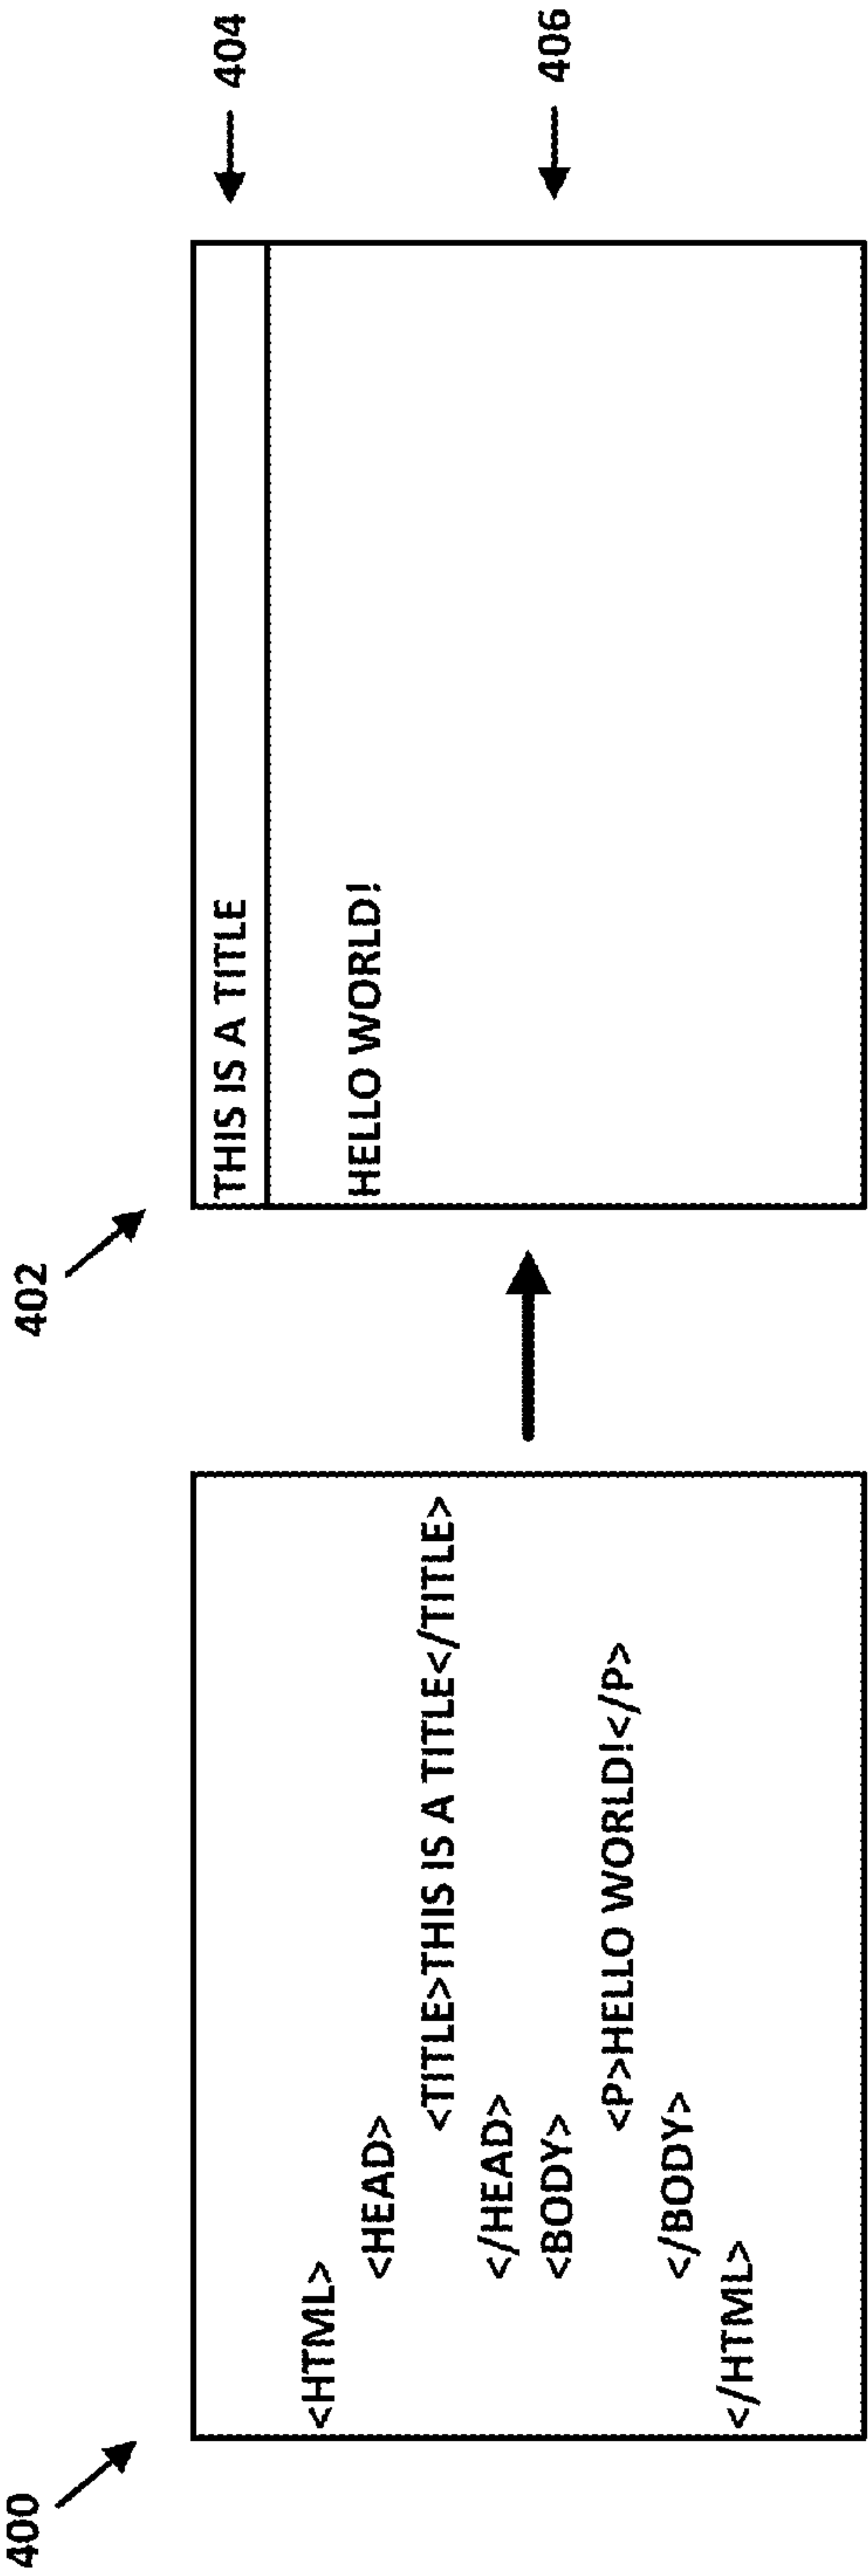 400
<HTML>
<HEAD>
<TITLE>THIS IS A TITLE</TITLE>
</HEAD>
<BODY>
<P>HELLO WORLD!</P>
</BODY>
</HTML>
402
THIS IS A TITLE
404
HELLO WORLD!
406